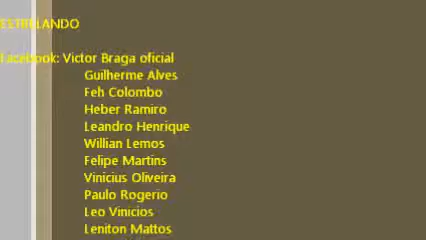 ESTRELANDO
Facebook: Victor Braga oficial
Guilherme Alves
Feh Colombo
Heber Ramiro
Leandro Henrique
Willian Lemos
Felipe Martins
Vinicius Oliveira
Paulo Rogerio
Leo Vinicios
Leniton Mattos